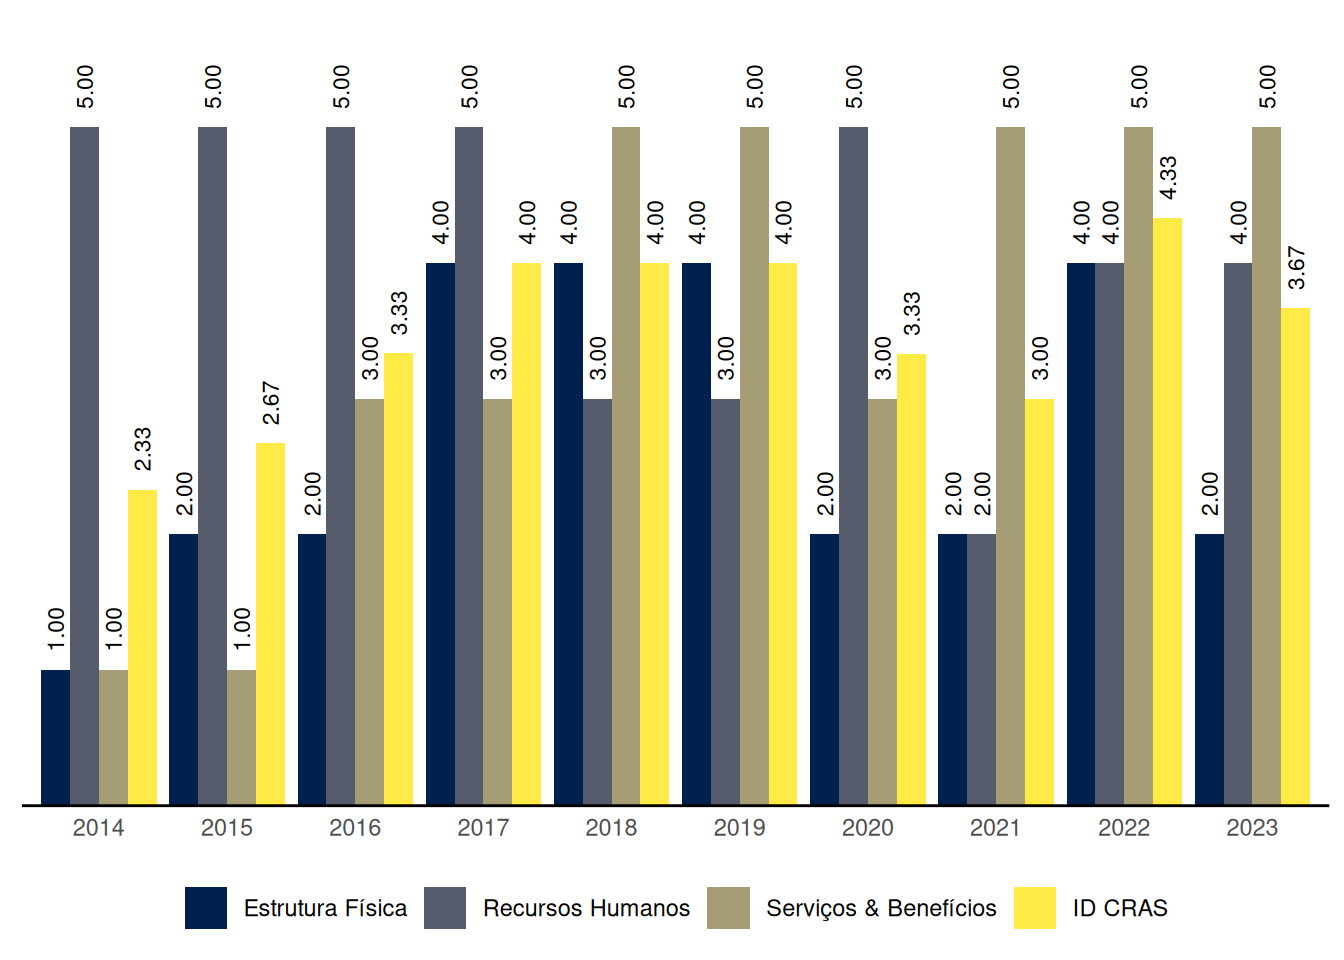 5.00 5.00 5.00 5.00 5.00 5.00 5.00 5.00 5.00 5.00
4.33
4.00 4.00 4.00 4.00 4.00 4.00 4.00 4.00 4.00
3.67
3.33 3.33
3.00 3.00 3.00 3.00 3.00 3.00
2.67
2.33
2.00 2.00 2.00 2.00 2.00 2.00
1.00 1.00 1.00
2014 2015 2016 2017 2018 2019 2020 2021 2022 2023
Estrutura Física Recursos Humanos Serviços & Benefícios ID CRAS